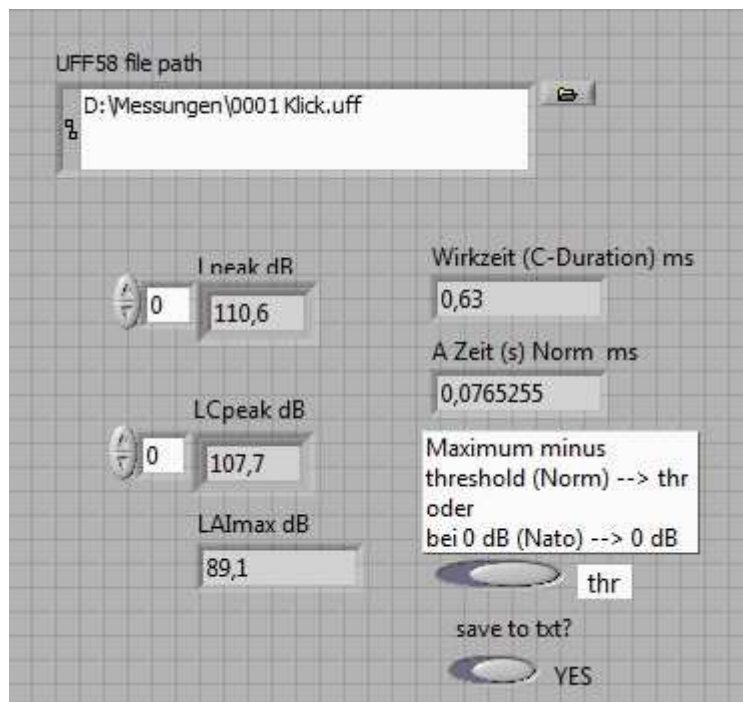 UFF58 file path
D:\Messungen\0001 Klick.uff
Lpeak dB
0
110,6
LCpeak dB
0
107,7
LAImax dB
89,1
Wirkzeit (C-Duration) ms
0,63
A Zeit (s) Norm ms
0,0765255
Maximum minus
threshold (Norm) --> thr
oder
bei 0 dB (Nato) --> 0 dB
thr
save to txt?
YES